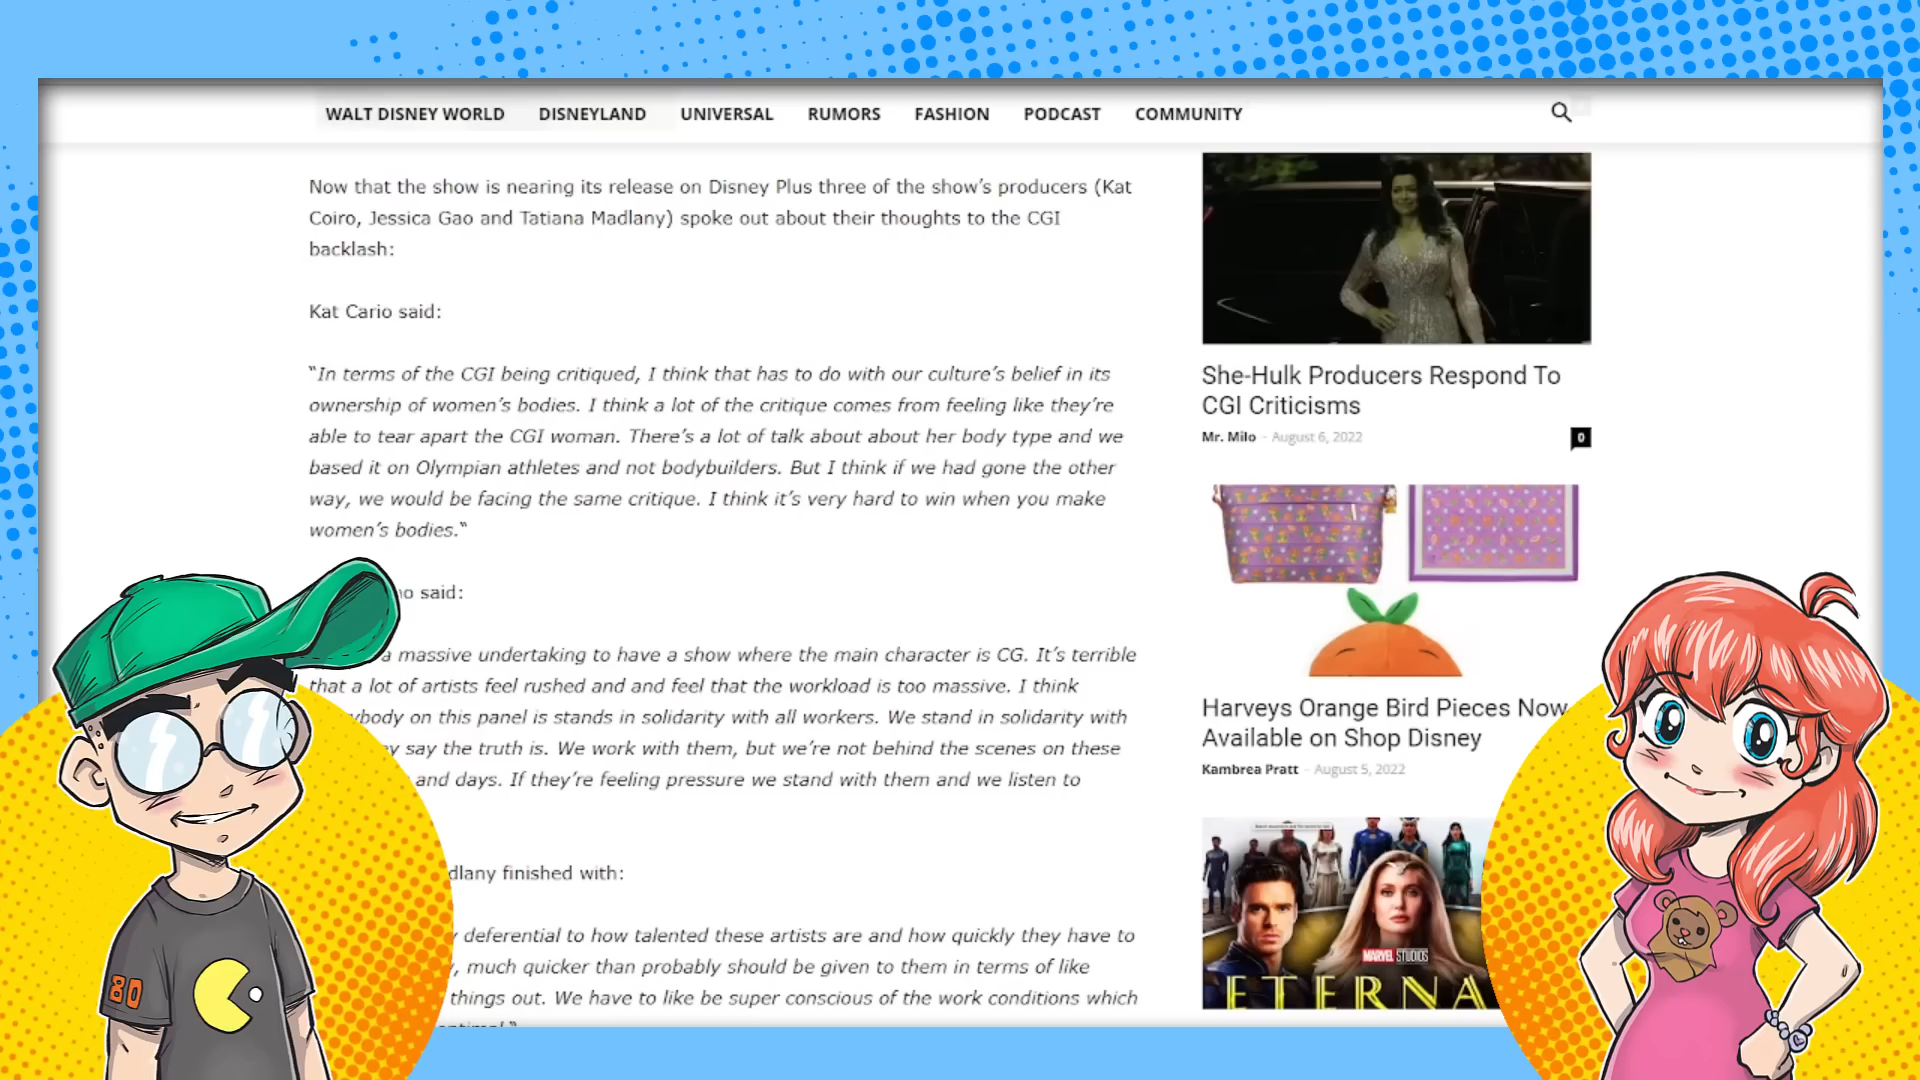 WALT DISNEY WORLD DISNEYLAND UNIVERSAL RUMORS FASHION PODCAST COMMUNITY
Now that the show is nearing its release on Disney Plus three of the show's producers (Kat
Coiro, Jessica Gao and Tatiana Madlany) spoke out about their thoughts to the CGI
backlash:
Kat Cario said:
"In terms of the CGI being critiqued, I think that has to do with our culture's belief in its
ownership of women's bodies. I think a lot of the critique comes from feeling like they're
able to tear apart the CGI woman. There's a lot of talk about about her body type and we
based it on Olympian athletes and not bodybuilders. But I think if we had gone the other
way, we would be facing the same critique. I think it's very hard to win when you make
women's bodies."
said:
a massive undertaking to have a show where the main character is CG. It's terrible
that a lot of artists feel rushed and and feel that the workload is too massive. I think
on this panel is stands in solidarity with all workers. We stand in solidarity with
say the truth is. We work with them, but we're not behind the scenes on these
and days. If they're feeling pressure we stand with them and we listen to
finished with:
deferential to how talented these artists are and how quickly they have to
, much quicker than probably should be given to them in terms of like
things out. We have to like be super conscious of the work conditions which
She-Hulk Producers Respond To
CGI Criticisms
Mr. Milo - August 6, 2022
0
Harveys Orange Bird Pieces Now
Available on Shop Disney
Kambrea Pratt - August 5, 2022
MARVEL STUDIOS
ETERNA
80